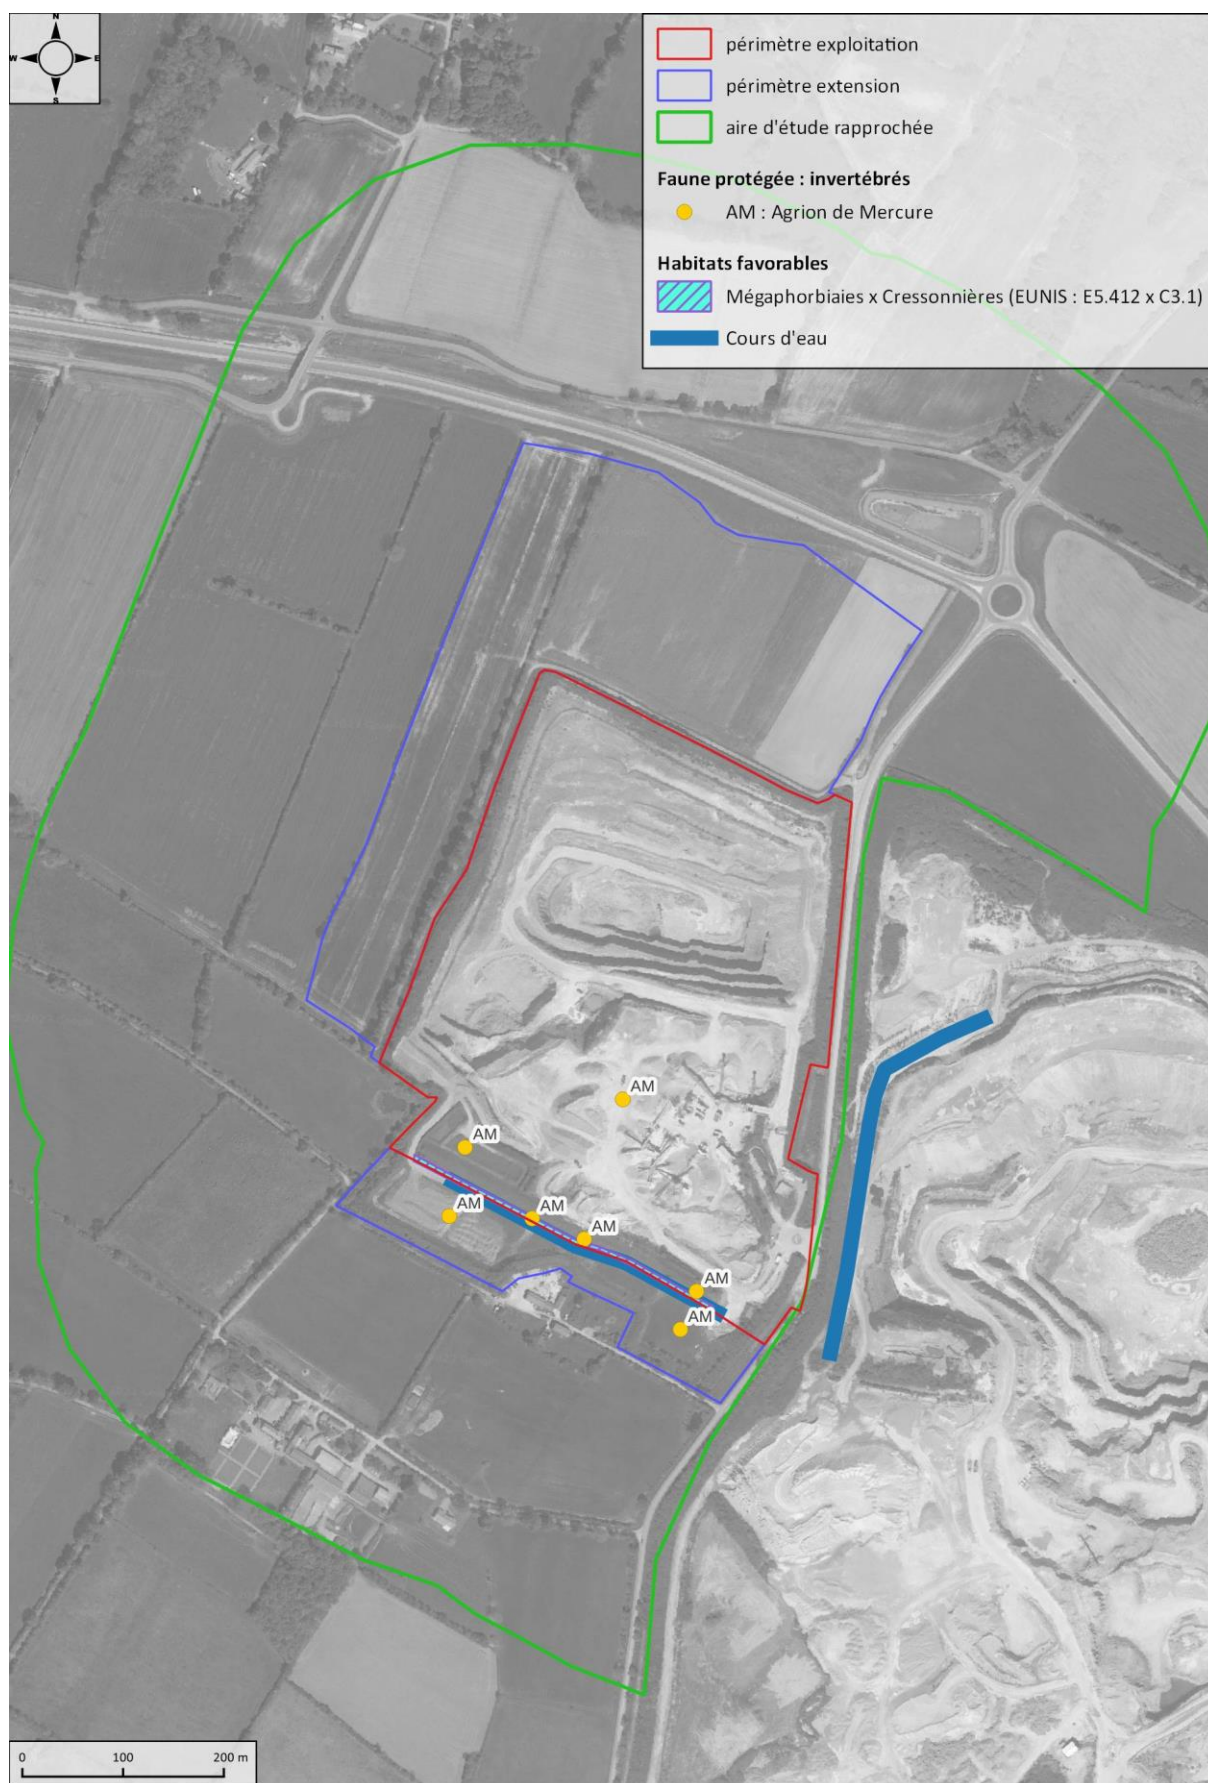 N
W E
S
périmètre exploitation
périmètre extension
aire d'étude rapprochée
Faune protégée : invertébrés
AM : Agrion de Mercure
Habitats favorables
Mégaphorbiaies x Cressonnières (EUNIS : E5.412 x C3.1)
Cours d'eau
AM
AM
AM
AM
AM
AM
AM
0 100 200 m